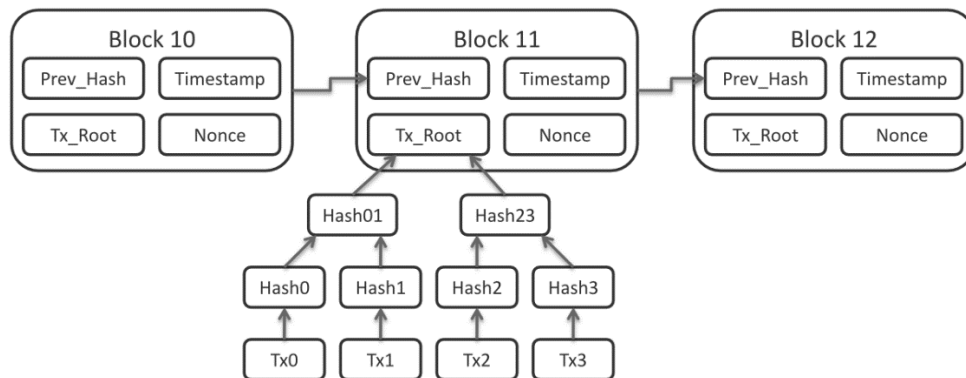 Block 10
Block 11
Block 12
Prev_Hash
Timestamp
Prev_Hash
Timestamp
Prev_Hash
Timestamp
Tx_Root
Nonce
Tx_Root
Nonce
Tx_Root
Nonce
Hash01
Hash23
Hash0
Hash1
Hash2
Hash3
Tx0
Tx1
Tx2
Tx3